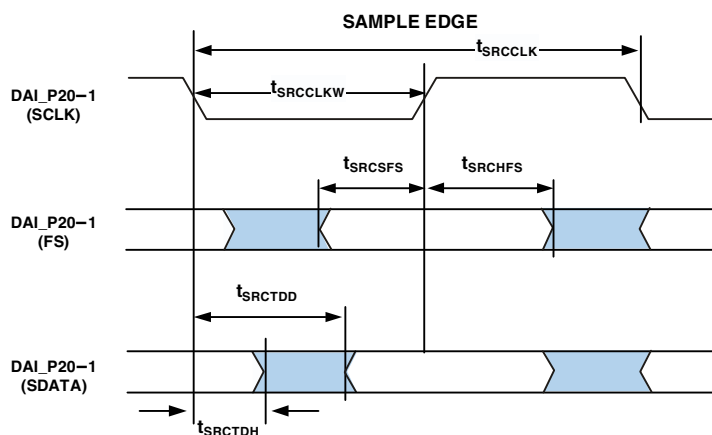 SAMPLE EDGE
tSRCCLK
DAI_P20–1
(SCLK)
tSRCCLKW
tSRCSFS
tSRCHFS
DAI_P20–1
(FS)
tSRCTDD
DAI_P20–1
(SDATA)
tSRCTDH